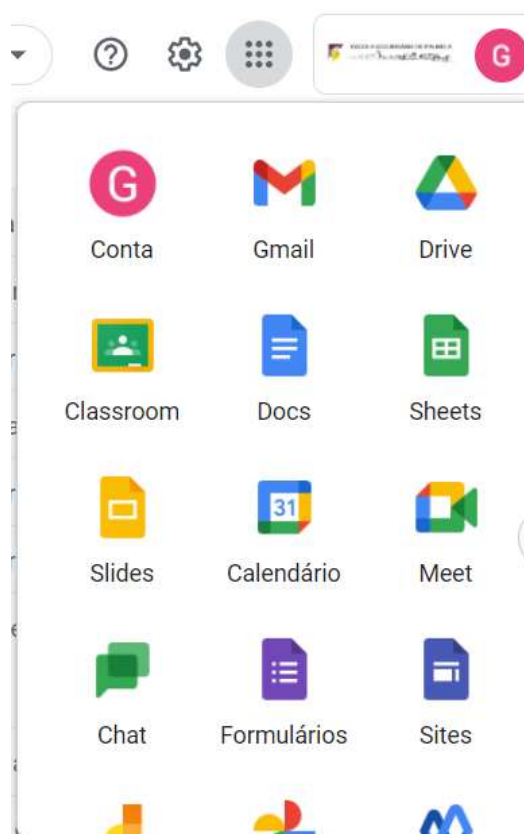 G
G
Conta
Gmail
Drive
Classroom
Docs
Sheets
31
Slides
Calendário
Meet
Chat
Formulários
Sites